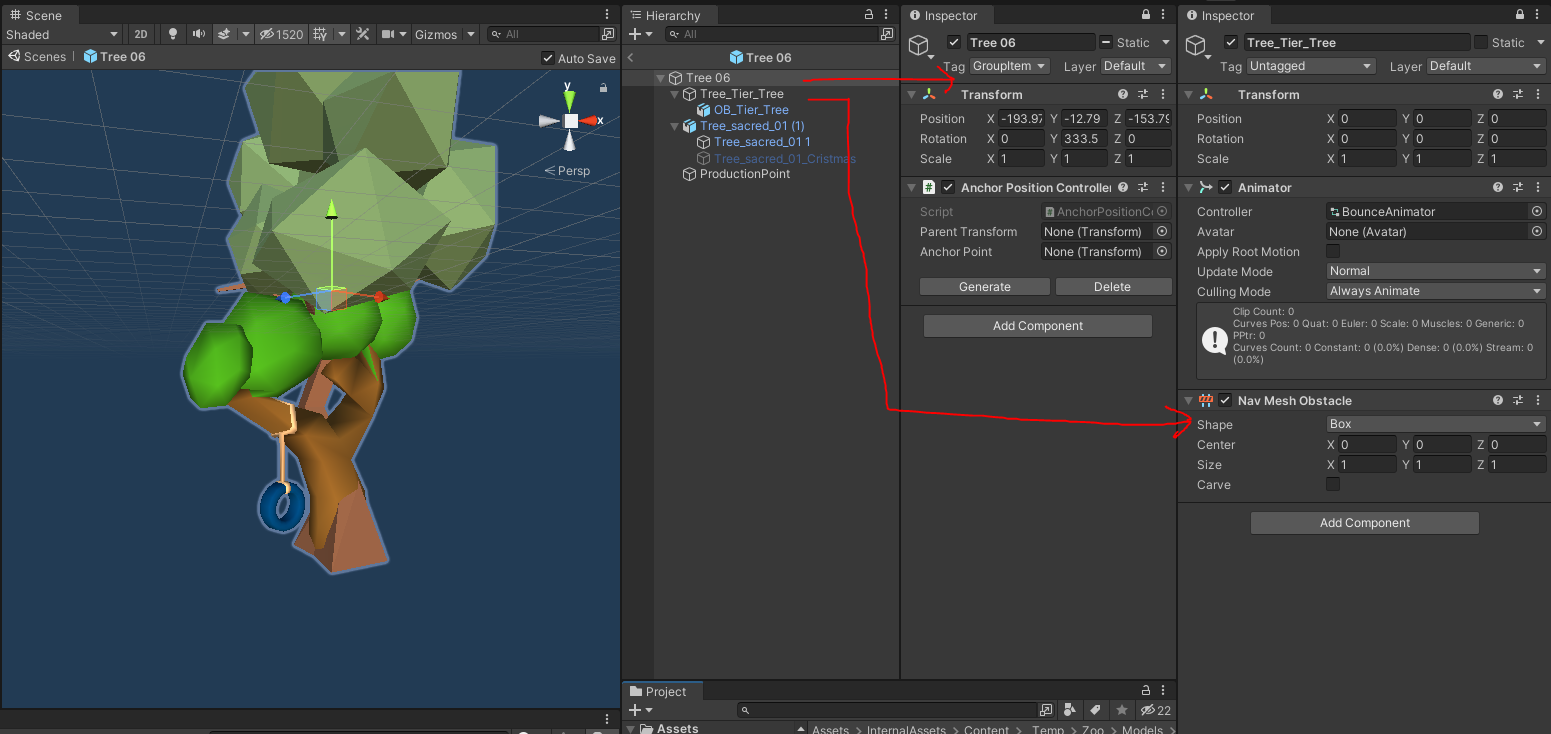 Scene
Shaded
2D
1520
Gizmos
All
Scenes
Tree 06
Auto Save
y
x
Persp
Hierarchy
All
Tree 06
Tree 06
Tree_Tier_Tree
OB_Tier_Tree
Tree_sacred_01 (1)
Tree_sacred_01 1
Tree_sacred_01_Cristmas
ProductionPoint
Project
22
Assets
Assets > InternalAssets > Content > _Temp > Zoo > Models >
Inspector
Tree 06
Static
Tag GroupItem Layer Default
Transform
Position X -193.97 Y -12.79 Z -153.79
Rotation X 0 Y 333.5 Z 0
Scale X 1 Y 1 Z 1
Anchor Position Controller
Script AnchorPositionCo
Parent Transform None (Transform)
Anchor Point None (Transform)
Generate Delete
Add Component
Inspector
Tree_Tier_Tree
Static
Tag Untagged Layer Default
Transform
Position X 0 Y 0 Z 0
Rotation X 0 Y 0 Z 0
Scale X 1 Y 1 Z 1
Animator
Controller BounceAnimator
Avatar None (Avatar)
Apply Root Motion
Update Mode Normal
Culling Mode Always Animate
Clip Count: 0
Curves Pos: 0 Quat: 0 Euler: 0 Scale: 0 Muscles: 0 Generic: 0
PPtr: 0
Curves Count: 0 Constant: 0 (0.0%) Dense: 0 (0.0%) Stream: 0
(0.0%)
Nav Mesh Obstacle
Shape Box
Center X 0 Y 0 Z 0
Size X 1 Y 1 Z 1
Carve
Add Component